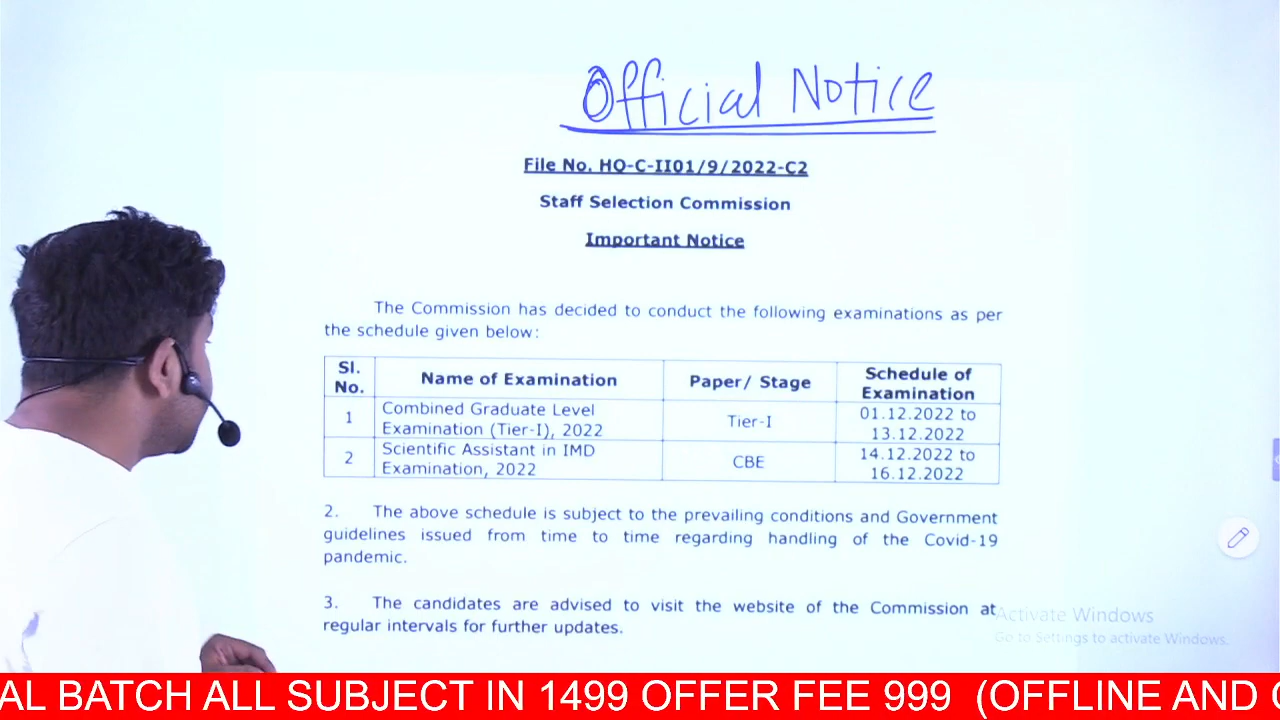 Official Notice
File No. HQ-C-II01/9/2022-C2
Staff Selection Commission
Important Notice
The Commission has decided to conduct the following examinations as per
the schedule given below:
Sl. No. Name of Examination Paper/ Stage Schedule of Examination
1 Combined Graduate Level Examination (Tier-I), 2022 Tier-I 01.12.2022 to 13.12.2022
2 Scientific Assistant in IMD Examination, 2022 CBE 14.12.2022 to 16.12.2022
2. The above schedule is subject to the prevailing conditions and Government
guidelines issued from time to time regarding handling of the Covid-19
pandemic.
3. The candidates are advised to visit the website of the Commission at
regular intervals for further updates.
Activate Windows
Go to Settings to activate Windows.
AL BATCH ALL SUBJECT IN 1499 OFFER FEE 999 (OFFLINE AND